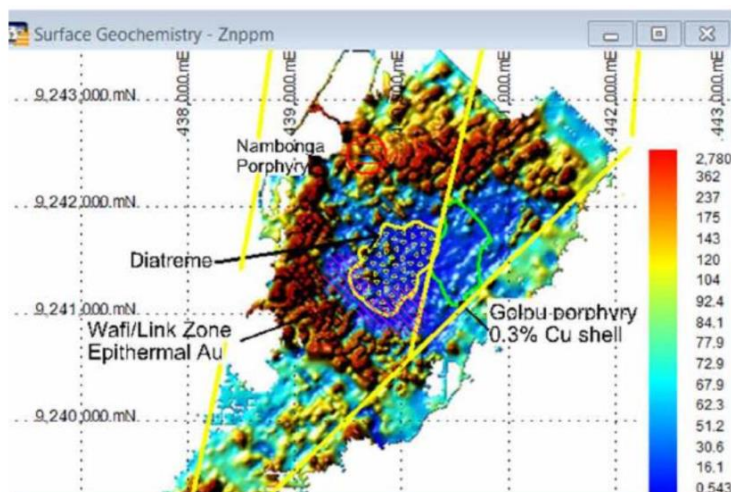 Surface Geochemistry - Znppm
438,000.mE
439,000.mE
442,000.mE
443,0
9,243,000.mN
Nambonga
Porphyry
9,242,000.mN
Diatreme
9,241,000.mN
Wafi/Link Zone
Epithermal Au
Golpu porphyry
0.3% Cu shell
9,240,000.mN
2,780
362
237
175
143
120
104
92.4
84.1
77.9
72.9
67.9
62.3
51.2
30.6
16.1
0.543